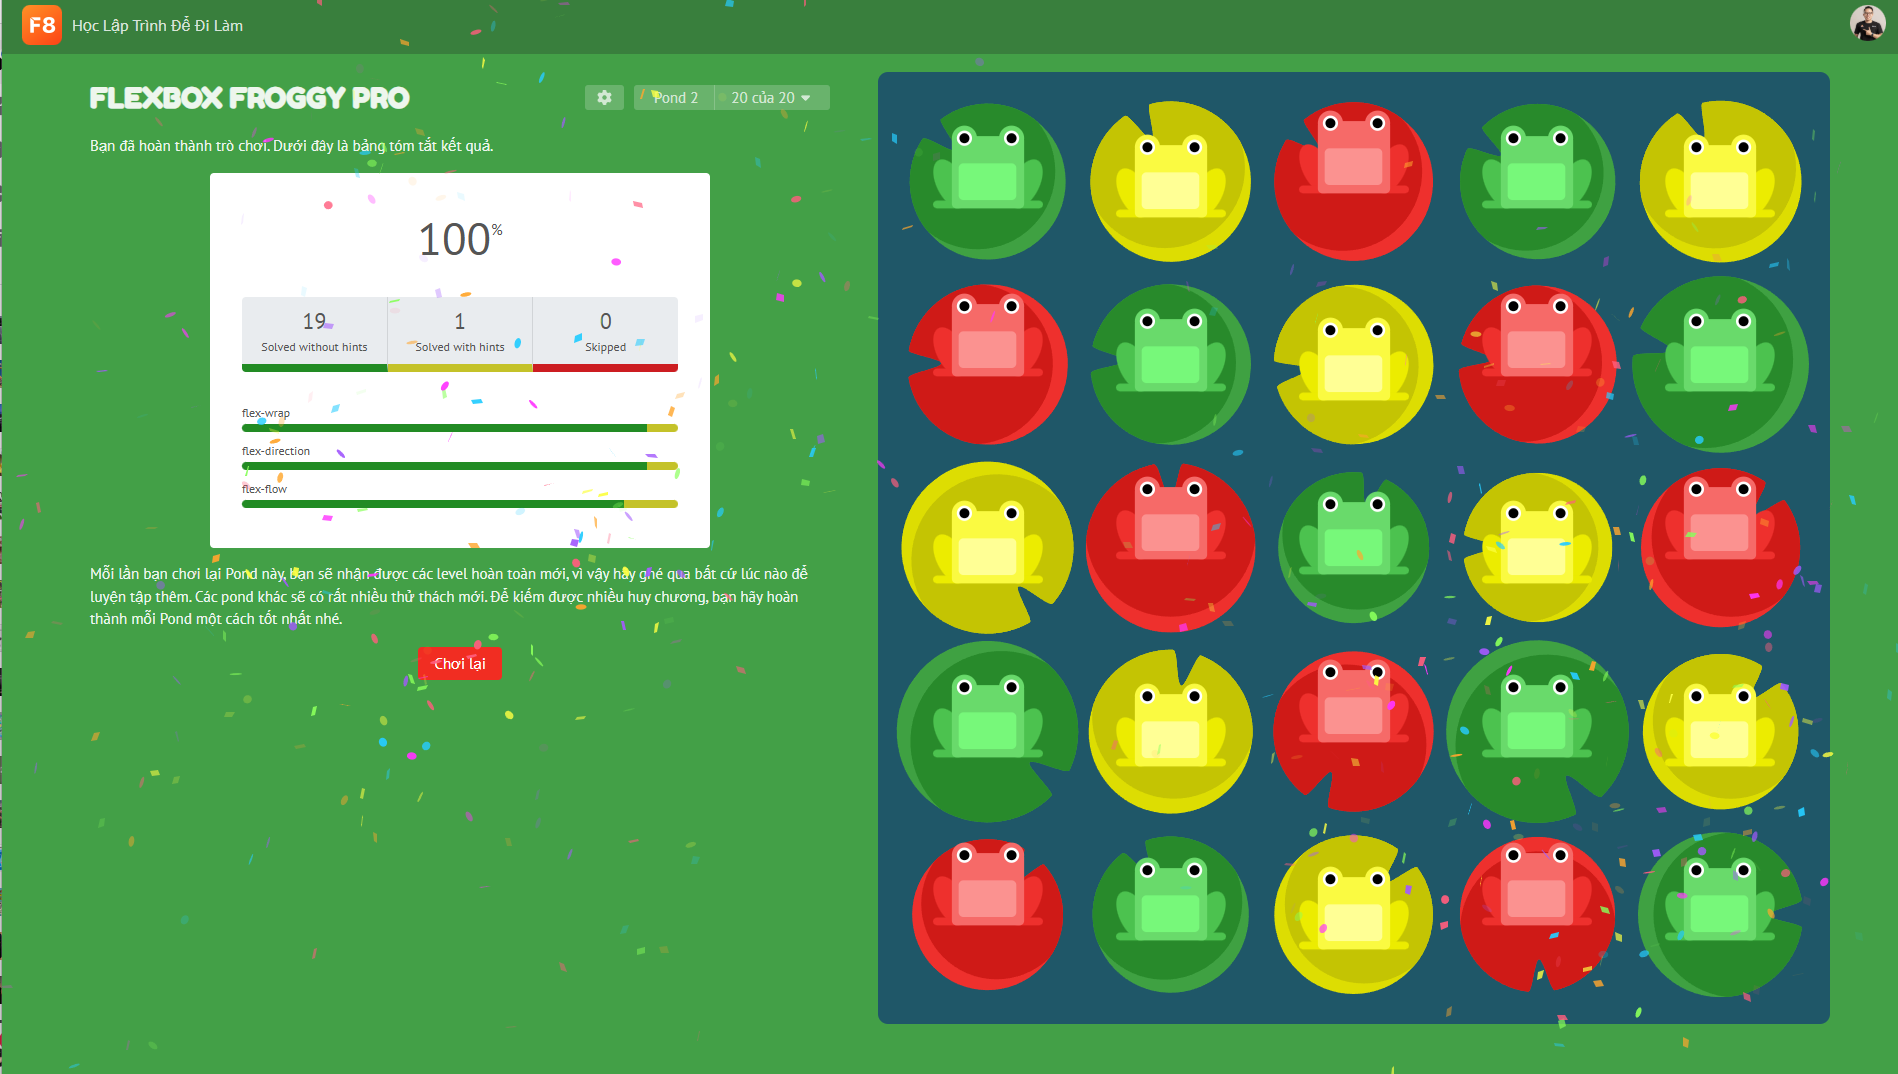 F8 Học Lập Trình Để Đi Làm
FLEXBOX FROGGY PRO
Pond 2
20 của 20
Bạn đã hoàn thành trò chơi. Dưới đây là bảng tóm tắt kết quả.
100%
19
Solved without hints
1
Solved with hints
0
Skipped
flex-wrap
flex-direction
flex-flow
Mỗi lần bạn chơi lại Pond này, bạn sẽ nhận được các level hoàn toàn mới, vì vậy hãy ghé qua bất cứ lúc nào để
luyện tập thêm. Các pond khác sẽ có rất nhiều thử thách mới. Để kiếm được nhiều huy chương, bạn hãy hoàn
thành mỗi Pond một cách tốt nhất nhé.
Chơi lại